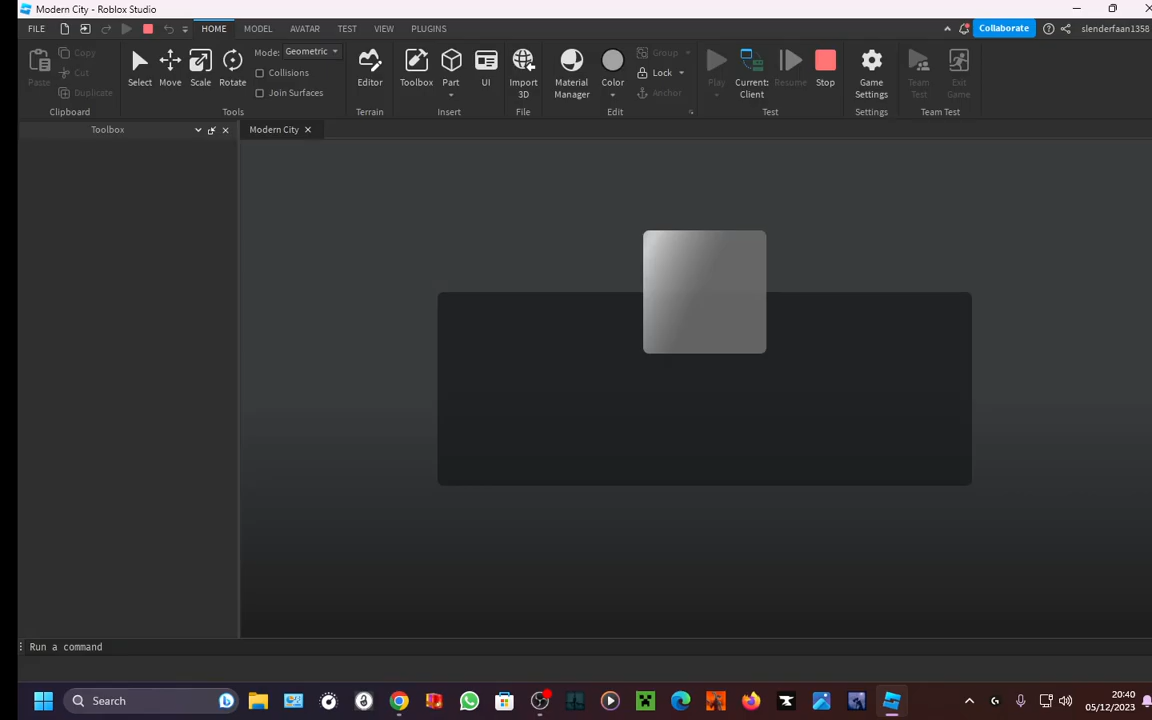 Modern City - Roblox Studio
FILE HOME MODEL AVATAR TEST VIEW PLUGINS Collaborate slenderfaan1358
Paste Copy Cut Duplicate
Select Move Scale Rotate
Mode: Geometric
Collisions
Join Surfaces
Editor Toolbox Part UI Import 3D
Material Manager Color Group Lock Anchor
Play Current: Client Resume Stop Game Settings Team Test Exit Game
Clipboard Tools Terrain Insert File Edit Test Settings Team Test
Toolbox Modern City
Run a command
Search
20:40
05/12/2023